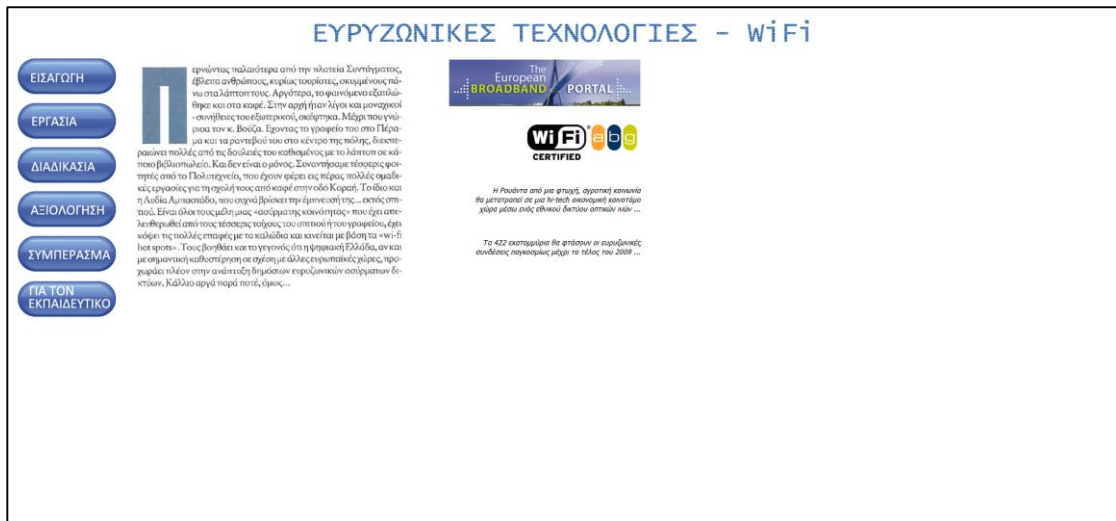 ΕΥΡΥΖΩΝΙΚΕΣ ΤΕΧΝΟΛΟΓΙΕΣ - WiFi
ΕΙΣΑΓΩΓΗ
ΕΡΓΑΣΙΑ
ΔΙΑΔΙΚΑΣΙΑ
ΑΞΙΟΛΟΓΗΣΗ
ΣΥΜΠΕΡΑΣΜΑ
ΓΙΑ ΤΟΝ
ΕΚΠΑΙΔΕΥΤΙΚΟ
Περνώντας παλαιότερα από την πλατεία Συντάγματος,
έβλεπα ανθρώπους, κυρίως τουρίστες, σκυμμένους πά-
νω στα λάπτοπ τους. Αργότερα, το φαινόμενο εξαπλώ-
θηκε και στα καφέ. Στην αρχή ήταν λίγοι και μοναχικοί
- συνήθειες του εξωτερικού, σκέφτηκα. Μέχρι που γνώ-
ρισα τον κ. Βούζα. Εχοντας το γραφείο του στο Πέρα-
μα και τα ραντεβού του στο κέντρο της πόλης, διεκπε-
ραιώνει πολλές από τις δουλειές του καθισμένος με το λάπτοπ σε κά-
ποιο βιβλιοπωλείο. Και δεν είναι ο μόνος. Συναντήσαμε τέσσερις φοι-
τητές από το Πολυτεχνείο, που έχουν φέρει εις πέρας πολλές ομαδι-
κές εργασίες για τη σχολή τους από καφέ στην οδό Κοραή. Το ίδιο και
η Λυδία Αμπατσάδο, που συχνά βρίσκει την έμπνευσή της... εκτός σπι-
τιού. Είναι όλοι τους μέλη μιας «ασύρματης κοινότητας» που έχει απε-
λευθερωθεί από τους τέσσερις τοίχους του σπιτιού ή του γραφείου, έχει
κόψει τις πολλές επαφές με τα καλώδια και κινείται με βάση τα «wi-fi
hot spots». Τους βοηθάει και το γεγονός ότι η ψηφιακή Ελλάδα, αν και
με σημαντική καθυστέρηση σε σχέση με άλλες ευρωπαϊκές χώρες, προ-
χωράει πλέον στην ανάπτυξη δημόσιων ευρυζωνικών ασύρματων δι-
κτύων. Κάλλιο αργά παρά ποτέ, όμως...
The
European
BROADBAND PORTAL
Wi Fi a b g
CERTIFIED
Η Ρουάντα από μια φτωχή, αγροτική κοινωνία
θα μετατραπεί σε μια hi-tech οικονομική καινοτόμο
χώρα μέσω ενός εθνικού δικτύου οπτικών ινών ...
Τα 422 εκατομμύρια θα φτάσουν οι ευρυζωνικές
συνδέσεις παγκοσμίως μέχρι το τέλος του 2009 ...